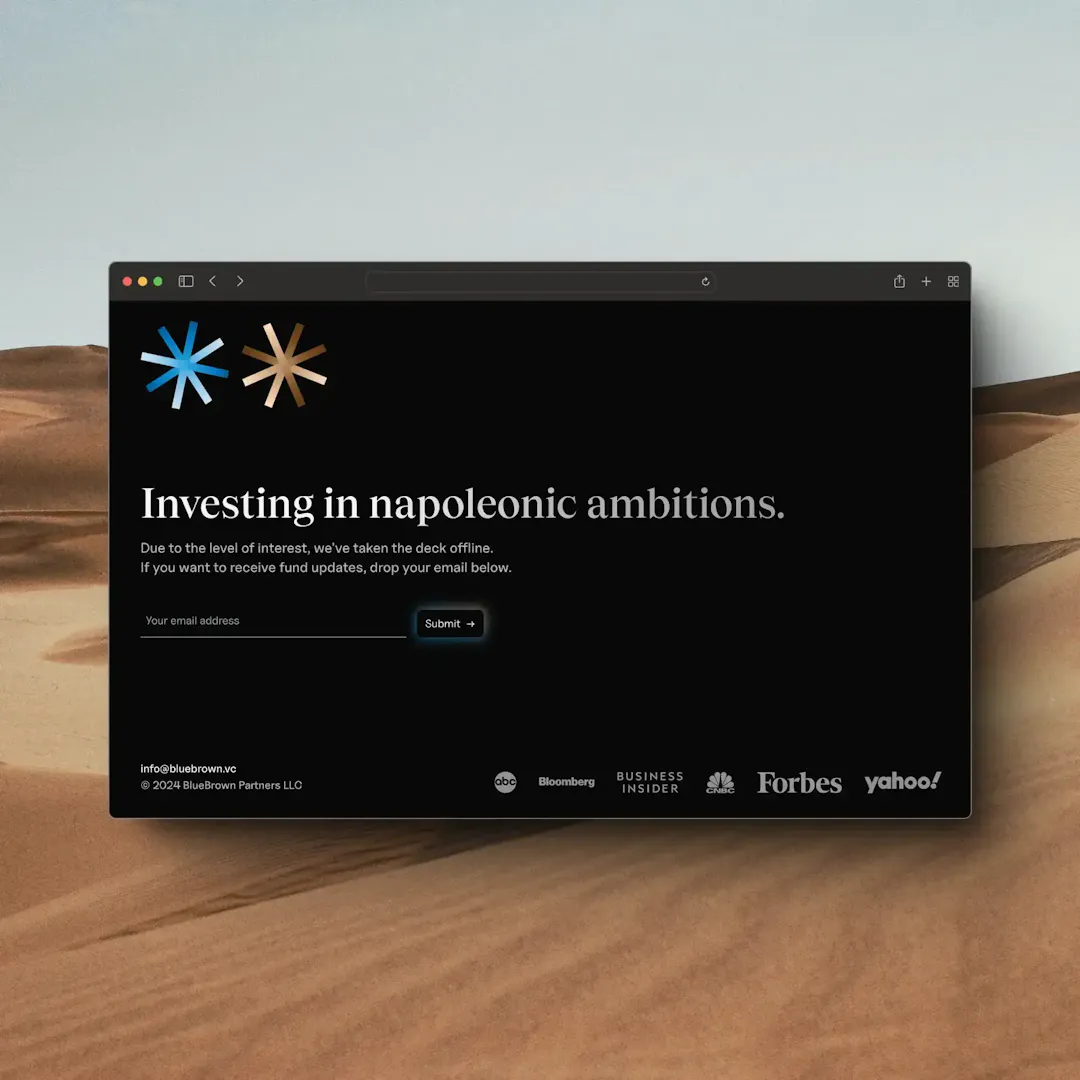 Investing in napoleonic ambitions.
Due to the level of interest, we've taken the deck offline.
If you want to receive fund updates, drop your email below.
Your email address
Submit →
info@bluebrown.vc
© 2024 BlueBrown Partners LLC
abc
Bloomberg
BUSINESS
INSIDER
CNBC
Forbes
yahoo!